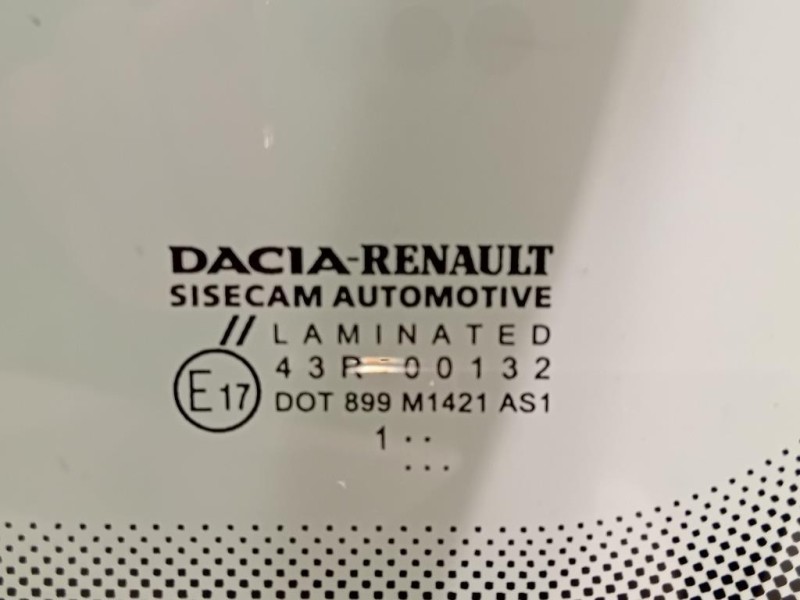 DACIA-RENAULT
SISECAM AUTOMOTIVE
// LAMINATED
43R-00132
E17 DOT 899 M1421 AS1
1 ..
...